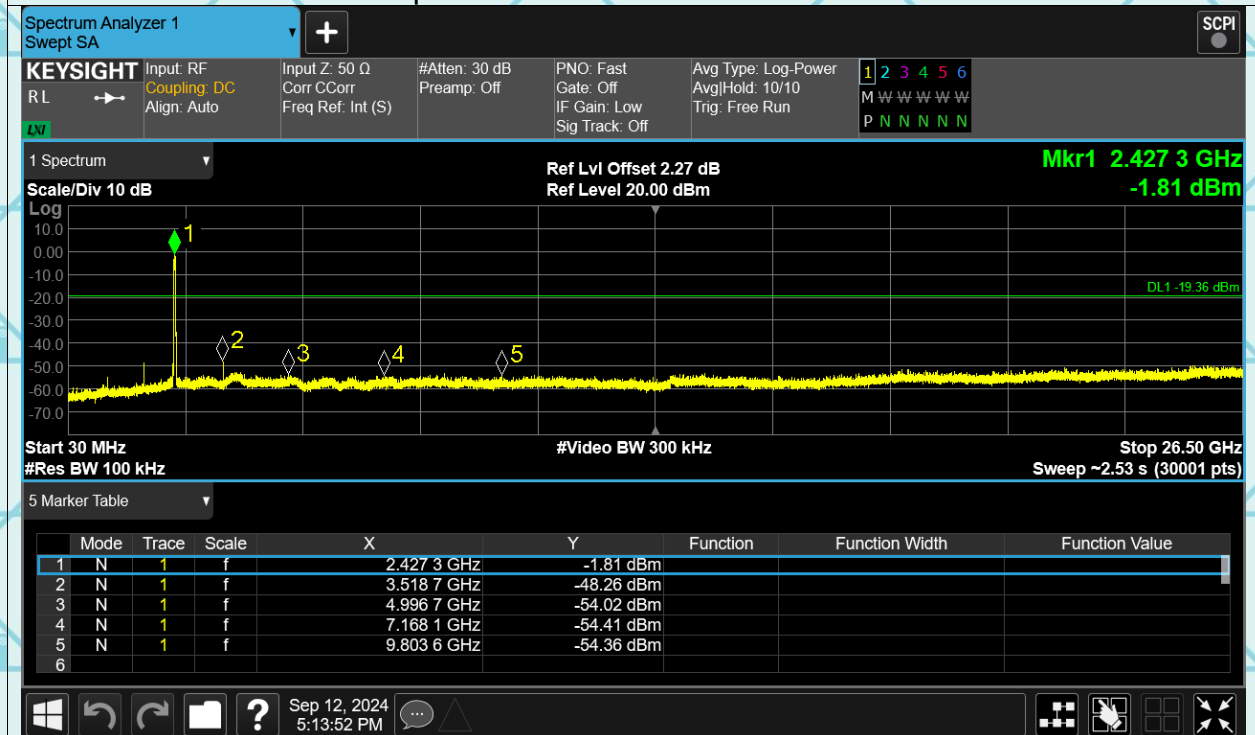 Spectrum Analyzer 1
Swept SA
+
SCPI
KEYSIGHT
RL
LXI
Input: RF
Coupling: DC
Align: Auto
Input Z: 50 Ω
Corr CCorr
Freq Ref: Int (S)
#Atten: 30 dB
Preamp: Off
PNO: Fast
Gate: Off
IF Gain: Low
Sig Track: Off
Avg Type: Log-Power
Avg|Hold: 10/10
Trig: Free Run
1 2 3 4 5 6
M W W W W W
P N N N N N
1 Spectrum
Scale/Div 10 dB
Ref Lvl Offset 2.27 dB
Ref Level 20.00 dBm
Mkr1 2.427 3 GHz
-1.81 dBm
Log
10.0
0.00
-10.0
-20.0
-30.0
-40.0
-50.0
-60.0
-70.0
1
2
3
4
5
DL1 -19.36 dBm
Start 30 MHz
#Res BW 100 kHz
#Video BW 300 kHz
Stop 26.50 GHz
Sweep ~2.53 s (30001 pts)
5 Marker Table
Mode Trace Scale X Y Function Function Width Function Value
1 N 1 f 2.427 3 GHz -1.81 dBm
2 N 1 f 3.518 7 GHz -48.26 dBm
3 N 1 f 4.996 7 GHz -54.02 dBm
4 N 1 f 7.168 1 GHz -54.41 dBm
5 N 1 f 9.803 6 GHz -54.36 dBm
6
?
Sep 12, 2024
5:13:52 PM